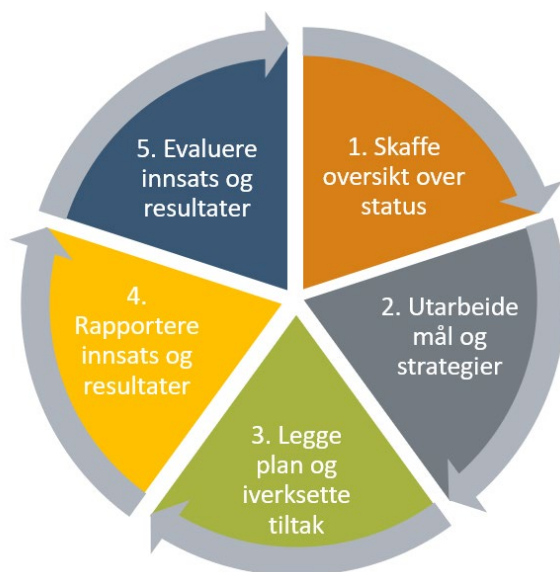 1. Skaffe
oversikt over
status
2. Utarbeide
mål og
strategier
3. Legge
plan og
iverksette
tiltak
4.
Rapportere
innsats og
resultater
5. Evaluere
innsats og
resultater